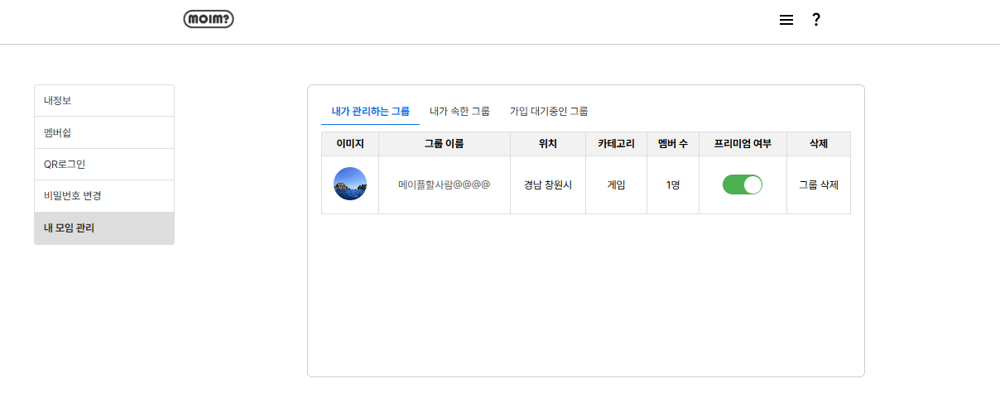 MOIM?
?
내정보
멤버쉽
QR로그인
비밀번호 변경
내 모임 관리
내가 관리하는 그룹 내가 속한 그룹 가입 대기중인 그룹
이미지 그룹 이름 위치 카테고리 멤버 수 프리미엄 여부 삭제
메이플할사람@@@@ 경남 창원시 게임 1명 그룹 삭제